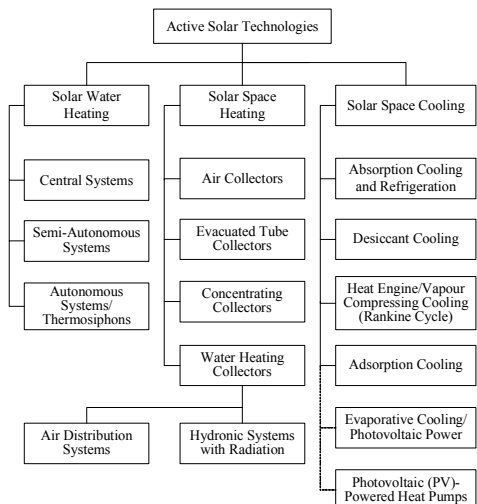 Active Solar Technologies
Solar Water
Heating
Solar Space
Heating
Solar Space Cooling
Central Systems
Air Collectors
Absorption Cooling
and Refrigeration
Semi-Autonomous
Systems
Evacuated Tube
Collectors
Desiccant Cooling
Autonomous
Systems/
Thermosiphons
Concentrating
Collectors
Heat Engine/Vapour
Compressing Cooling
(Rankine Cycle)
Water Heating
Collectors
Adsorption Cooling
Air Distribution
Systems
Hydronic Systems
with Radiation
Evaporative Cooling/
Photovoltaic Power
Photovoltaic (PV)-
Powered Heat Pumps